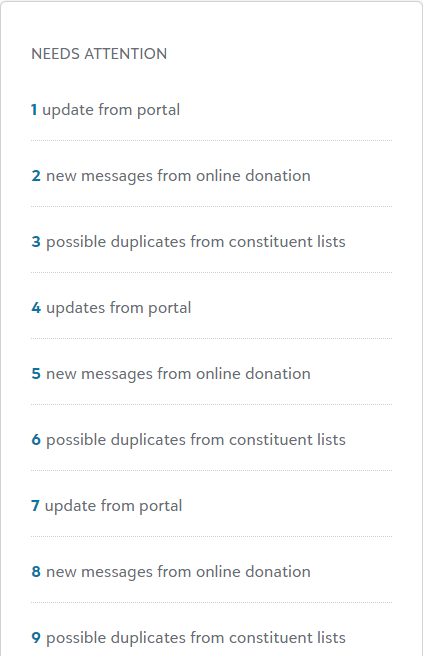 NEEDS ATTENTION
1 update from portal
2 new messages from online donation
3 possible duplicates from constituent lists
4 updates from portal
5 new messages from online donation
6 possible duplicates from constituent lists
7 update from portal
8 new messages from online donation
9 possible duplicates from constituent lists